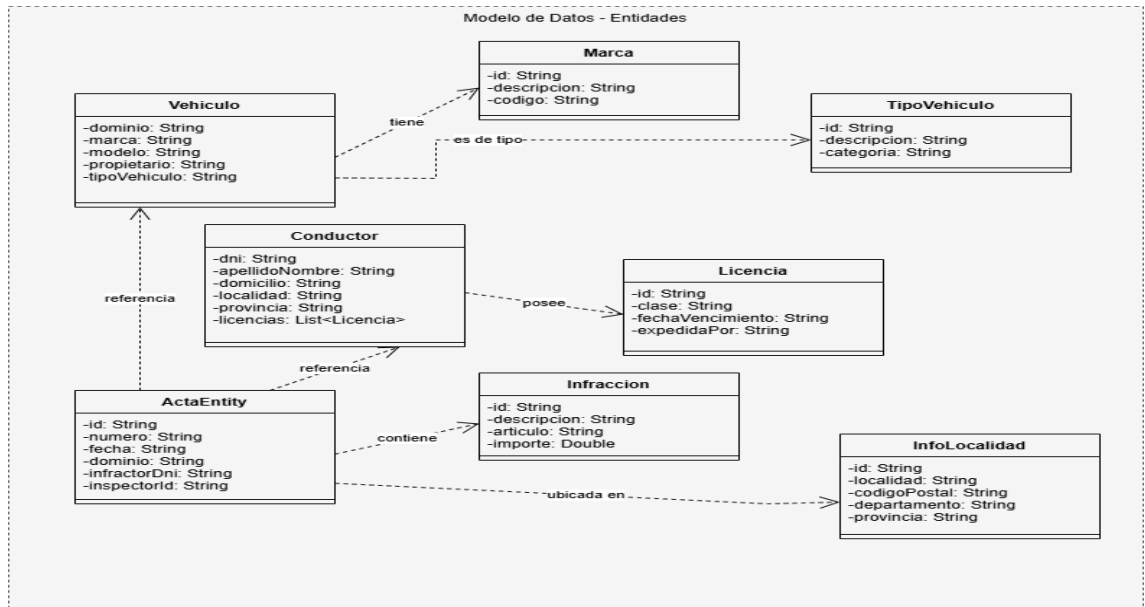 Modelo de Datos - Entidades
Marca
-id: String
-descripcion: String
-codigo: String
Vehiculo
-dominio: String
-marca: String
-modelo: String
-propietario: String
-tipoVehiculo: String
tiene
es de tipo
TipoVehiculo
-id: String
-descripcion: String
-categoria: String
Conductor
-dni: String
-apellidoNombre: String
-domicilio: String
-localidad: String
-provincia: String
-licencias: List<Licencia>
referencia
posee
Licencia
-id: String
-clase: String
-fechaVencimiento: String
-expedidaPor: String
referencia
ActaEntity
-id: String
-numero: String
-fecha: String
-dominio: String
-infractorDni: String
-inspectorId: String
contiene
Infraccion
-id: String
-descripcion: String
-articulo: String
-importe: Double
ubicada en
InfoLocalidad
-id: String
-localidad: String
-codigoPostal: String
-departamento: String
-provincia: String